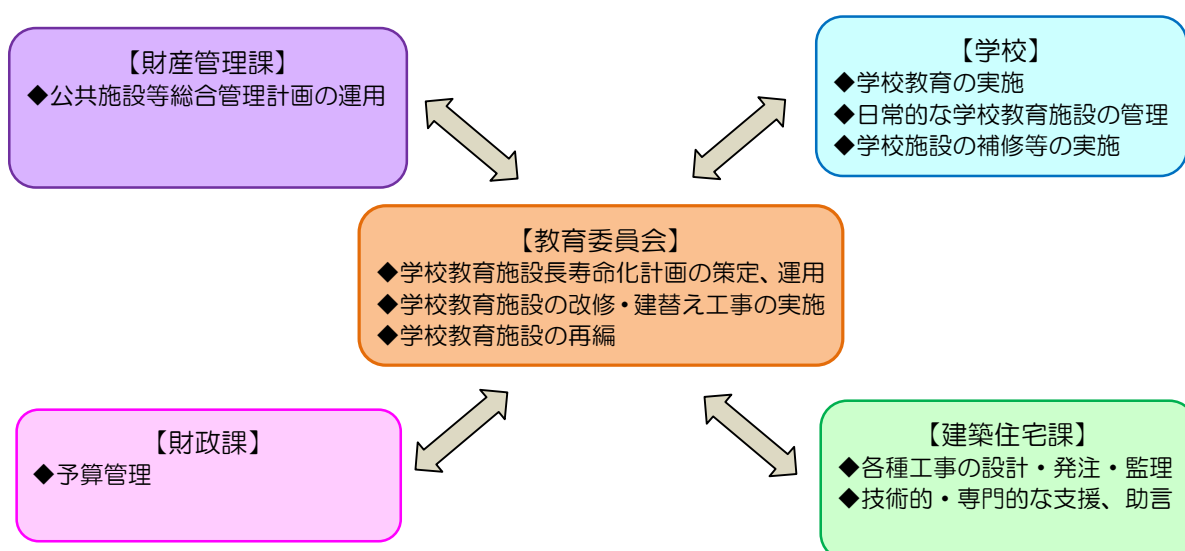 【財産管理課】
◆公共施設等総合管理計画の運用
【学校】
◆学校教育の実施
◆日常的な学校教育施設の管理
◆学校施設の補修等の実施
【教育委員会】
◆学校教育施設長寿命化計画の策定、運用
◆学校教育施設の改修・建替え工事の実施
◆学校教育施設の再編
【財政課】
◆予算管理
【建築住宅課】
◆各種工事の設計・発注・監理
◆技術的・専門的な支援、助言